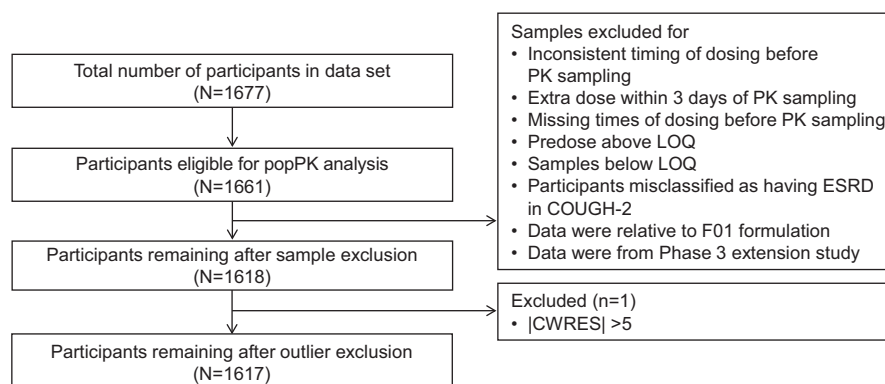 Total number of participants in data set
(N=1677)
Participants eligible for popPK analysis
(N=1661)
Participants remaining after sample exclusion
(N=1618)
Participants remaining after outlier exclusion
(N=1617)
Samples excluded for
• Inconsistent timing of dosing before
PK sampling
• Extra dose within 3 days of PK sampling
• Missing times of dosing before PK sampling
• Predose above LOQ
• Samples below LOQ
• Participants misclassified as having ESRD
in COUGH-2
• Data were relative to F01 formulation
• Data were from Phase 3 extension study
Excluded (n=1)
• |CWRES| >5